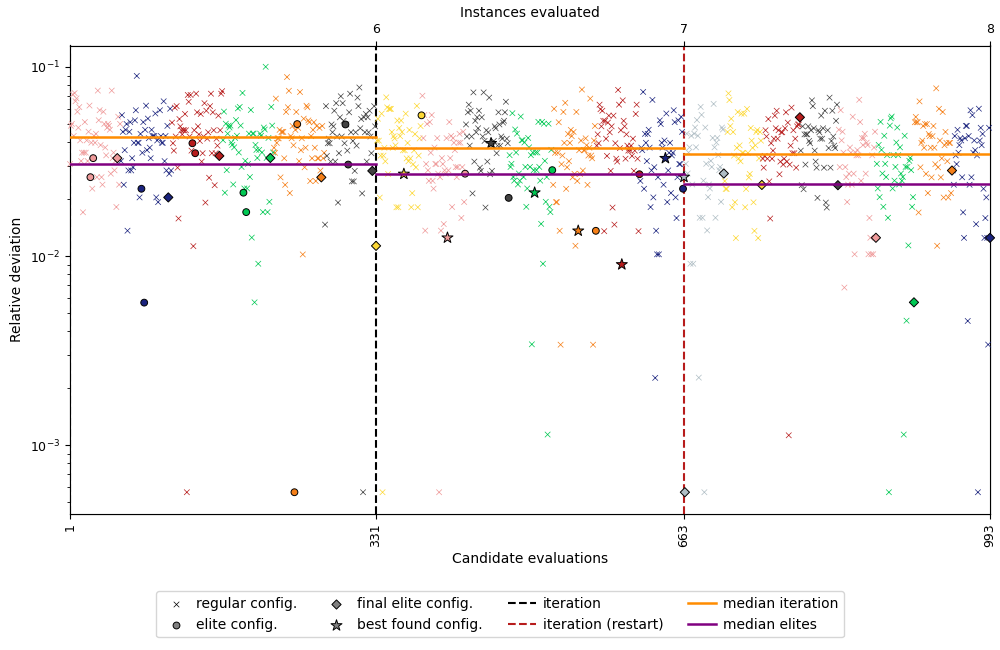 Instances evaluated
6 7 8
10⁻¹
10⁻²
10⁻³
Relative deviation
1 331 663 993
Candidate evaluations
regular config. final elite config. iteration median iteration
elite config. best found config. iteration (restart) median elites